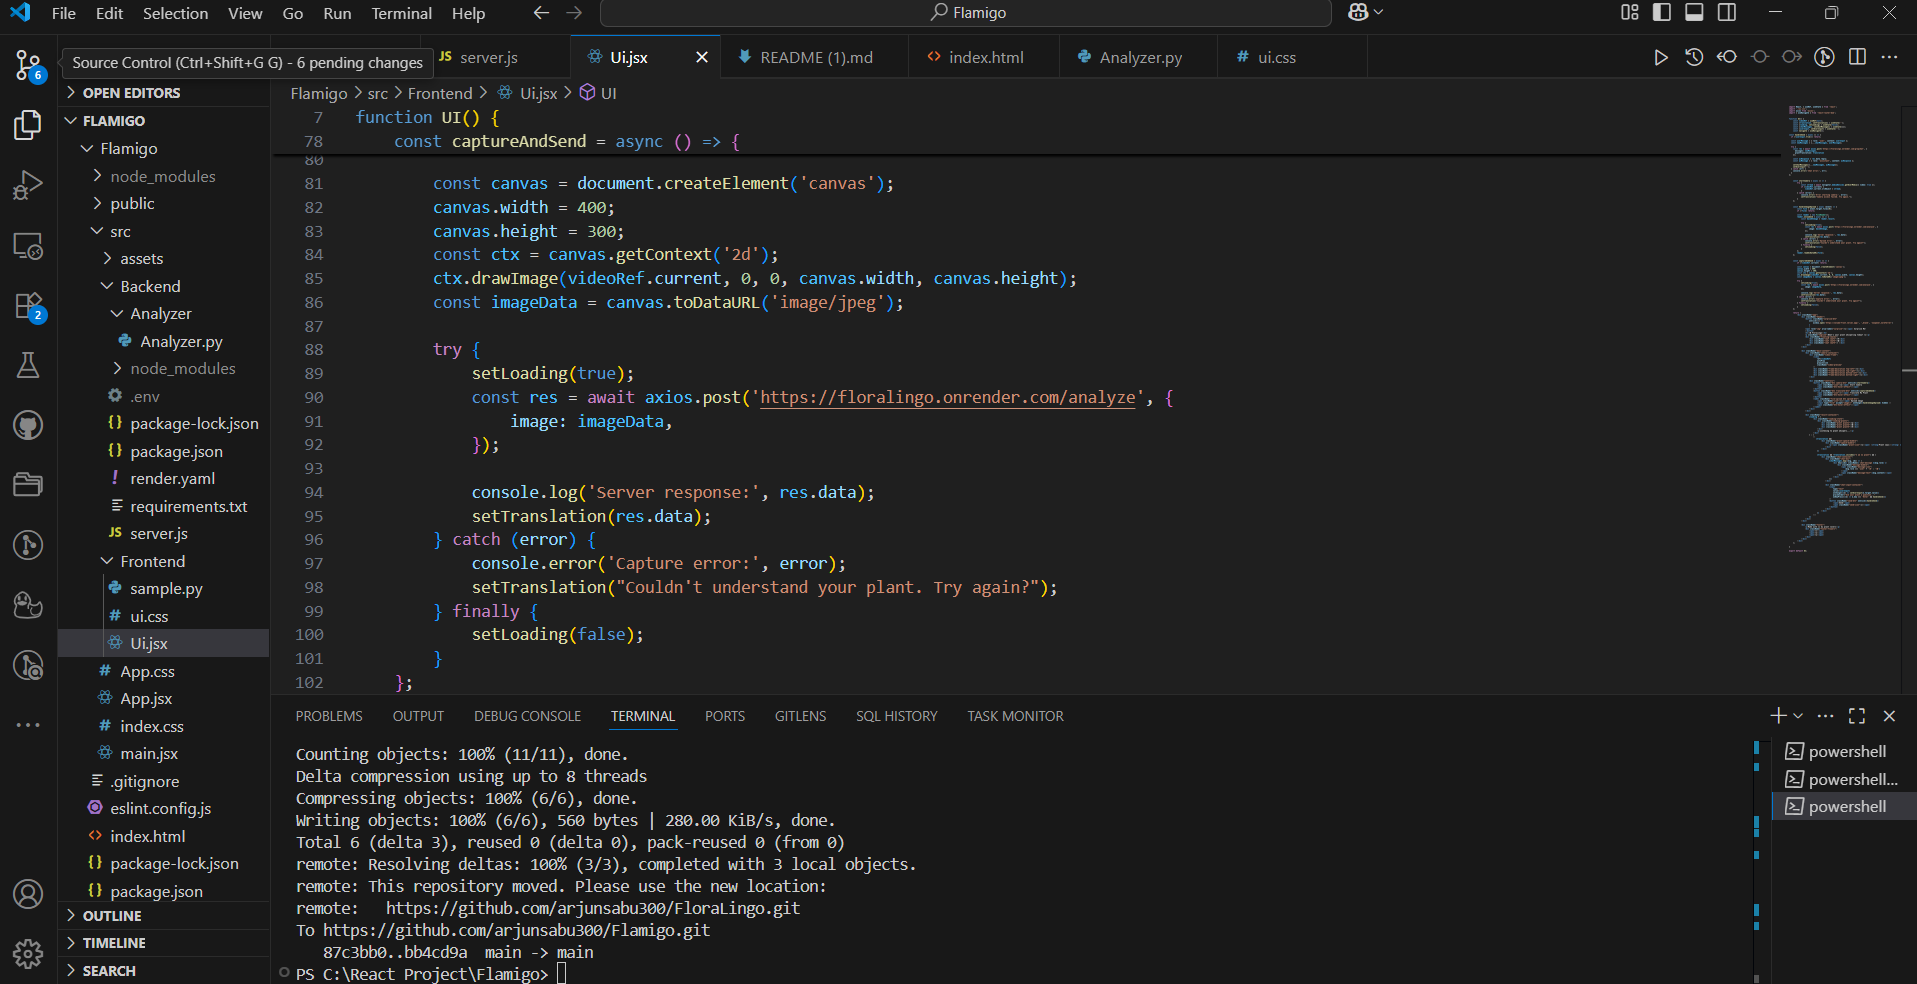 File Edit Selection View Go Run Terminal Help
Flamigo
6
Source Control (Ctrl+Shift+G G) - 6 pending changes
JS server.js
Ui.jsx
README (1).md
<> index.html
Analyzer.py
# ui.css
OPEN EDITORS
FLAMIGO
Flamigo
node_modules
public
src
assets
Backend
2
Analyzer
Analyzer.py
node_modules
.env
{} package-lock.json
{} package.json
! render.yaml
requirements.txt
JS server.js
Frontend
sample.py
# ui.css
Ui.jsx
# App.css
App.jsx
# index.css
main.jsx
.gitignore
eslint.config.js
<> index.html
{} package-lock.json
{} package.json
OUTLINE
TIMELINE
SEARCH
Flamigo > src > Frontend > Ui.jsx > UI
7 function UI() {
78 const captureAndSend = async () => {
80
81 const canvas = document.createElement('canvas');
82 canvas.width = 400;
83 canvas.height = 300;
84 const ctx = canvas.getContext('2d');
85 ctx.drawImage(videoRef.current, 0, 0, canvas.width, canvas.height);
86 const imageData = canvas.toDataURL('image/jpeg');
87
88 try {
89 setLoading(true);
90 const res = await axios.post('https://floralingo.onrender.com/analyze', {
91 image: imageData,
92 });
93
94 console.log('Server response:', res.data);
95 setTranslation(res.data);
96 } catch (error) {
97 console.error('Capture error:', error);
98 setTranslation("Couldn't understand your plant. Try again?");
99 } finally {
100 setLoading(false);
101 }
102 };
PROBLEMS OUTPUT DEBUG CONSOLE TERMINAL PORTS GITLENS SQL HISTORY TASK MONITOR
Counting objects: 100% (11/11), done.
Delta compression using up to 8 threads
Compressing objects: 100% (6/6), done.
Writing objects: 100% (6/6), 560 bytes | 280.00 KiB/s, done.
Total 6 (delta 3), reused 0 (delta 0), pack-reused 0 (from 0)
remote: Resolving deltas: 100% (3/3), completed with 3 local objects.
remote: This repository moved. Please use the new location:
remote:   https://github.com/arjunsabu300/FloraLingo.git
To https://github.com/arjunsabu300/Flamigo.git
   87c3bb0..bb4cd9a  main -> main
PS C:\React Project\Flamigo>
powershell
powershell...
powershell